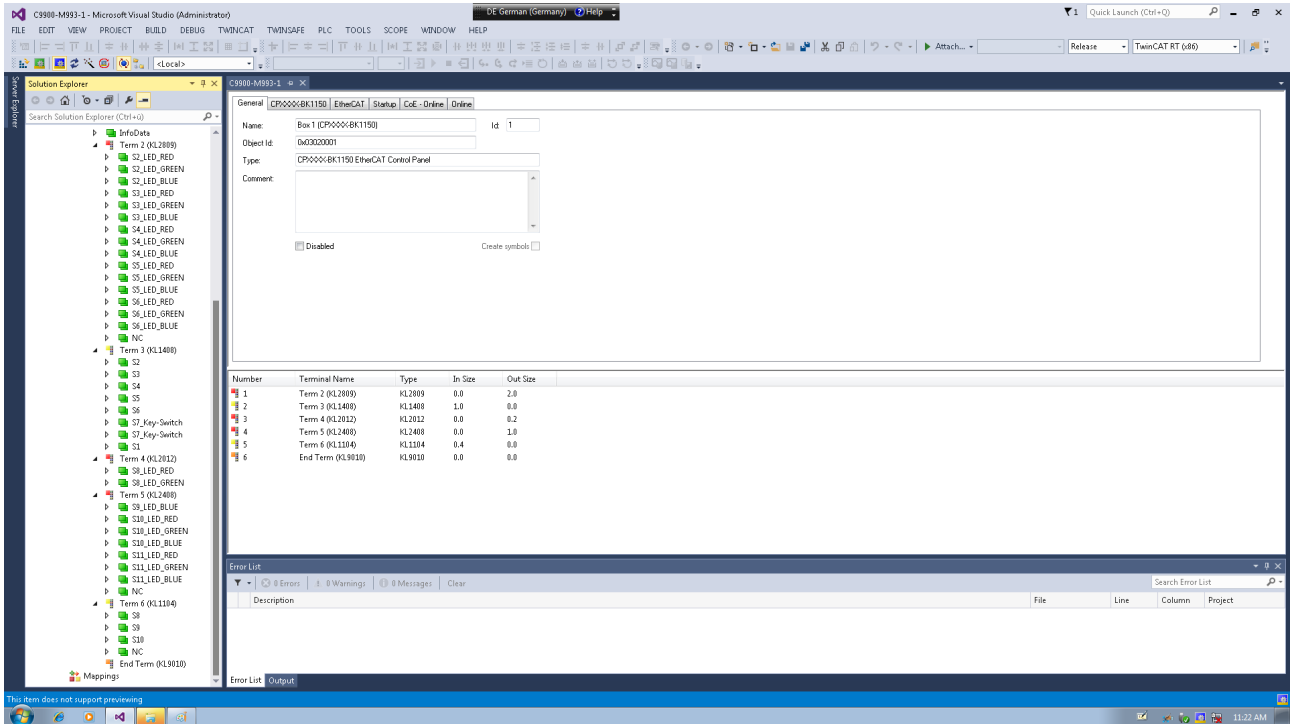 C9900-M993-1 - Microsoft Visual Studio (Administrator)
DE German (Germany) ?Help
1 Quick Launch (Ctrl+Q)
FILE EDIT VIEW PROJECT BUILD DEBUG TWINCAT TWINSAFE PLC TOOLS SCOPE WINDOW HELP
Attach... Release TwinCAT RT (x86)
<Local>
Server Explorer
Solution Explorer
Search Solution Explorer (Ctrl+ü)
InfoData
Term 2 (KL2809)
S2_LED_RED
S2_LED_GREEN
S2_LED_BLUE
S3_LED_RED
S3_LED_GREEN
S3_LED_BLUE
S4_LED_RED
S4_LED_GREEN
S4_LED_BLUE
S5_LED_RED
S5_LED_GREEN
S5_LED_BLUE
S6_LED_RED
S6_LED_GREEN
S6_LED_BLUE
NC
Term 3 (KL1408)
S2
S3
S4
S5
S6
S7_Key-Switch
S7_Key-Switch
S1
Term 4 (KL2012)
S8_LED_RED
S8_LED_GREEN
Term 5 (KL2408)
S9_LED_BLUE
S10_LED_RED
S10_LED_GREEN
S10_LED_BLUE
S11_LED_RED
S11_LED_GREEN
S11_LED_BLUE
NC
Term 6 (KL1104)
S8
S9
S10
NC
End Term (KL9010)
Mappings
C9900-M993-1
General CPXXXX-BK1150 EtherCAT Startup CoE - Online Online
Name: Box 1 (CPXXXX-BK1150) Id: 1
Object Id: 0x03020001
Type: CPXXXX-BK1150 EtherCAT Control Panel
Comment:
Disabled Create symbols
Number Terminal Name Type In Size Out Size
1 Term 2 (KL2809) KL2809 0.0 2.0
2 Term 3 (KL1408) KL1408 1.0 0.0
3 Term 4 (KL2012) KL2012 0.0 0.2
4 Term 5 (KL2408) KL2408 0.0 1.0
5 Term 6 (KL1104) KL1104 0.4 0.0
6 End Term (KL9010) KL9010 0.0 0.0
Error List
0 Errors 0 Warnings 0 Messages Clear Search Error List
Description File Line Column Project
Error List Output
This item does not support previewing
11:22 AM